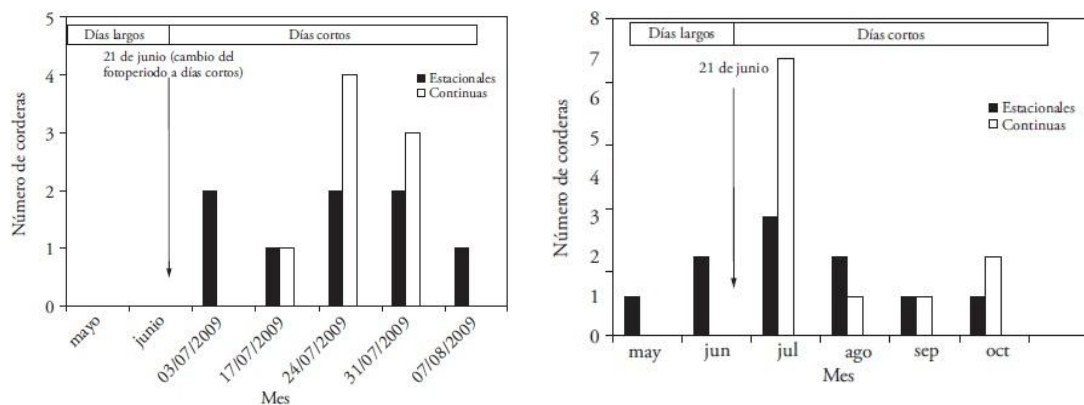 5
4
3
2
1
0
Número de corderas
Días largos
Días cortos
21 de junio (cambio del
fotoperiodo a días cortos)
Estacionales
Continuas
mayo
junio
03/07/2009
17/07/2009
24/07/2009
31/07/2009
07/08/2009
Mes
8
7
6
5
4
3
2
1
0
Número de corderas
Días largos
Días cortos
21 de junio
Estacionales
Continuas
may
jun
jul
ago
sep
oct
Mes